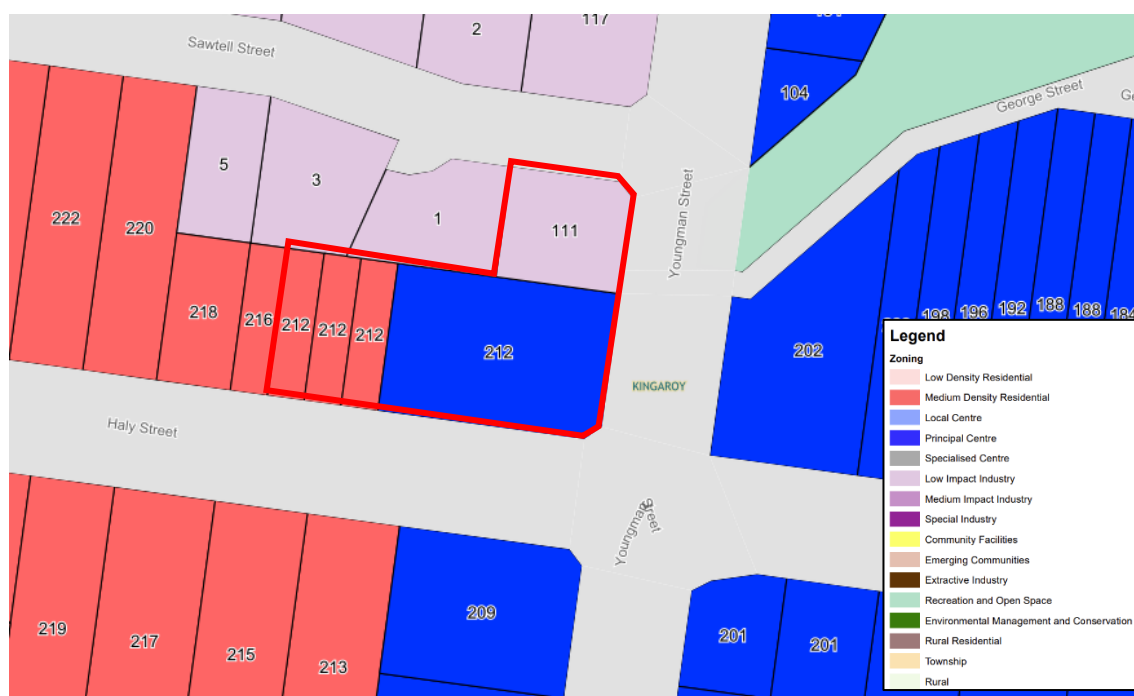 2
117
Sawtell Street
104
George Street
5
3
1
111
222
220
Youngman Street
218
216
212
212
212
212
202
198
196
192
188
188
184
KINGAROY
Haly Street
Youngman
Street
219
217
215
213
209
201
201
Legend
Zoning
Low Density Residential
Medium Density Residential
Local Centre
Principal Centre
Specialised Centre
Low Impact Industry
Medium Impact Industry
Special Industry
Community Facilities
Emerging Communities
Extractive Industry
Recreation and Open Space
Environmental Management and Conservation
Rural Residential
Township
Rural